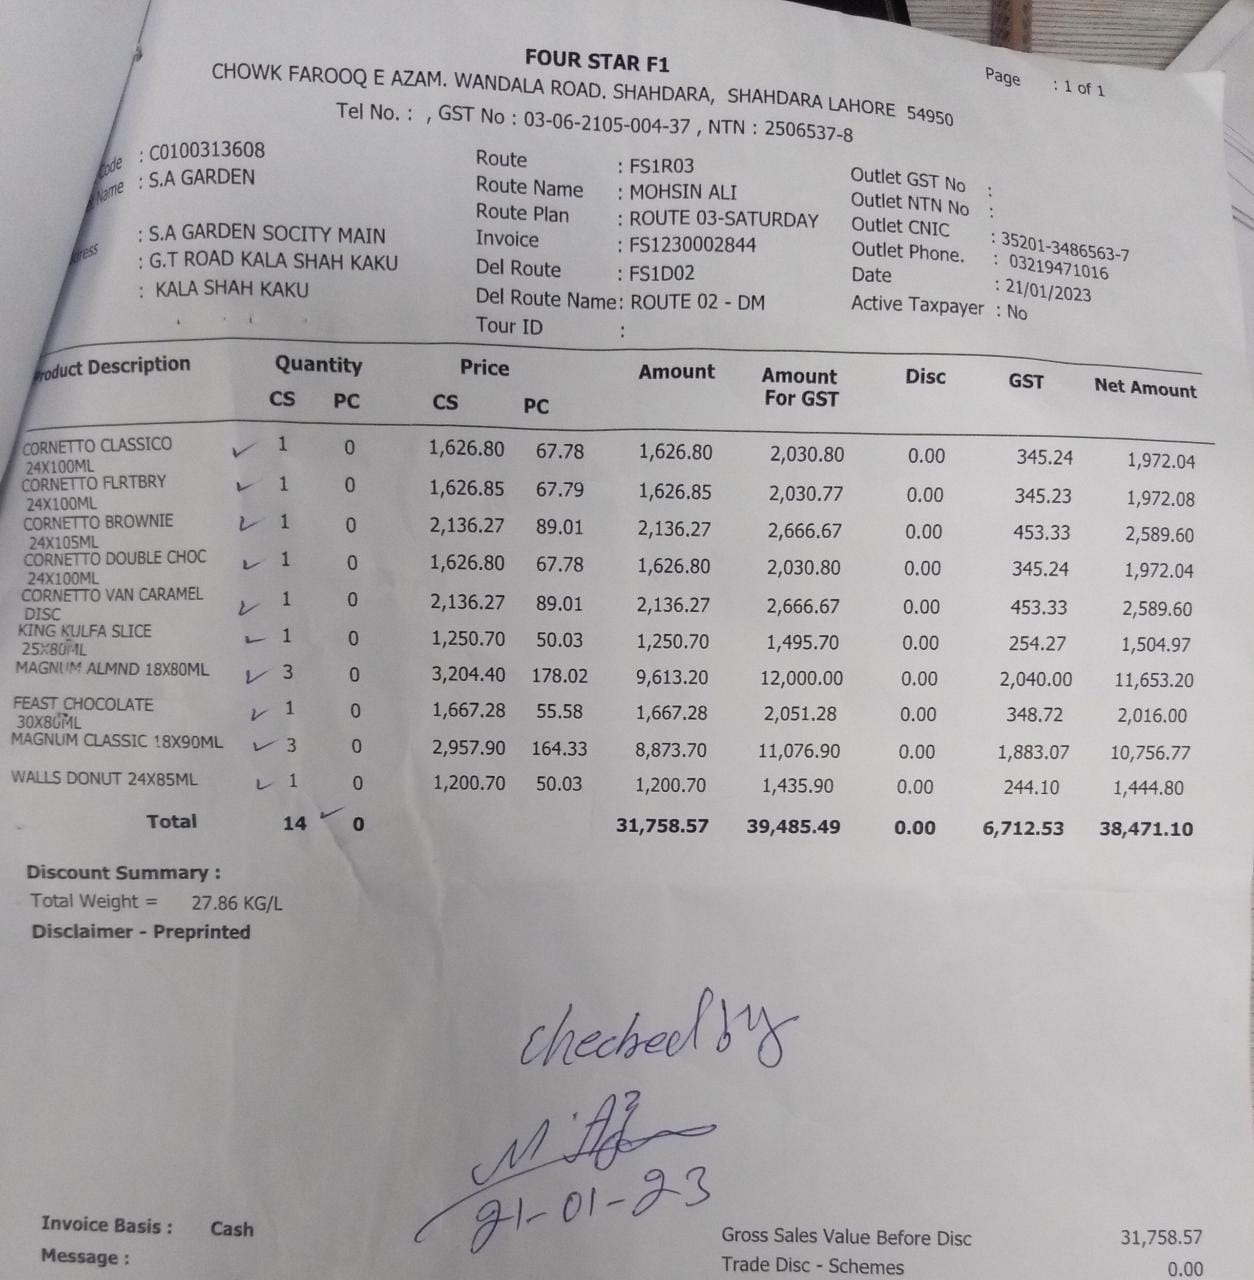 FOUR STAR F1
Page : 1 of 1
CHOWK FAROOQ E AZAM. WANDALA ROAD. SHAHDARA, SHAHDARA LAHORE 54950
Tel No. : , GST No : 03-06-2105-004-37 , NTN : 2506537-8
Code : C0100313608
Name : S.A GARDEN
: S.A GARDEN SOCITY MAIN
: G.T ROAD KALA SHAH KAKU
: KALA SHAH KAKU
Route : FS1R03
Route Name : MOHSIN ALI
Route Plan : ROUTE 03-SATURDAY
Invoice : FS1230002844
Del Route : FS1D02
Del Route Name: ROUTE 02 - DM
Tour ID :
Outlet GST No :
Outlet NTN No :
Outlet CNIC : 35201-3486563-7
Outlet Phone. : 03219471016
Date : 21/01/2023
Active Taxpayer : No
Product Description Quantity Price Amount Amount For GST Disc GST Net Amount
CS PC CS PC
CORNETTO CLASSICO 24X100ML 1 0 1,626.80 67.78 1,626.80 2,030.80 0.00 345.24 1,972.04
CORNETTO FLRTBRY 24X100ML 1 0 1,626.85 67.79 1,626.85 2,030.77 0.00 345.23 1,972.08
CORNETTO BROWNIE 24X105ML 1 0 2,136.27 89.01 2,136.27 2,666.67 0.00 453.33 2,589.60
CORNETTO DOUBLE CHOC 24X100ML 1 0 1,626.80 67.78 1,626.80 2,030.80 0.00 345.24 1,972.04
CORNETTO VAN CARAMEL DISC 1 0 2,136.27 89.01 2,136.27 2,666.67 0.00 453.33 2,589.60
KING KULFA SLICE 25X80ML 1 0 1,250.70 50.03 1,250.70 1,495.70 0.00 254.27 1,504.97
MAGNUM ALMND 18X80ML 3 0 3,204.40 178.02 9,613.20 12,000.00 0.00 2,040.00 11,653.20
FEAST CHOCOLATE 30X80ML 1 0 1,667.28 55.58 1,667.28 2,051.28 0.00 348.72 2,016.00
MAGNUM CLASSIC 18X90ML 3 0 2,957.90 164.33 8,873.70 11,076.90 0.00 1,883.07 10,756.77
WALLS DONUT 24X85ML 1 0 1,200.70 50.03 1,200.70 1,435.90 0.00 244.10 1,444.80
Total 14 0 31,758.57 39,485.49 0.00 6,712.53 38,471.10
Discount Summary :
Total Weight = 27.86 KG/L
Disclaimer - Preprinted
Checked by
21-01-23
Invoice Basis : Cash
Message :
Gross Sales Value Before Disc 31,758.57
Trade Disc - Schemes 0.00